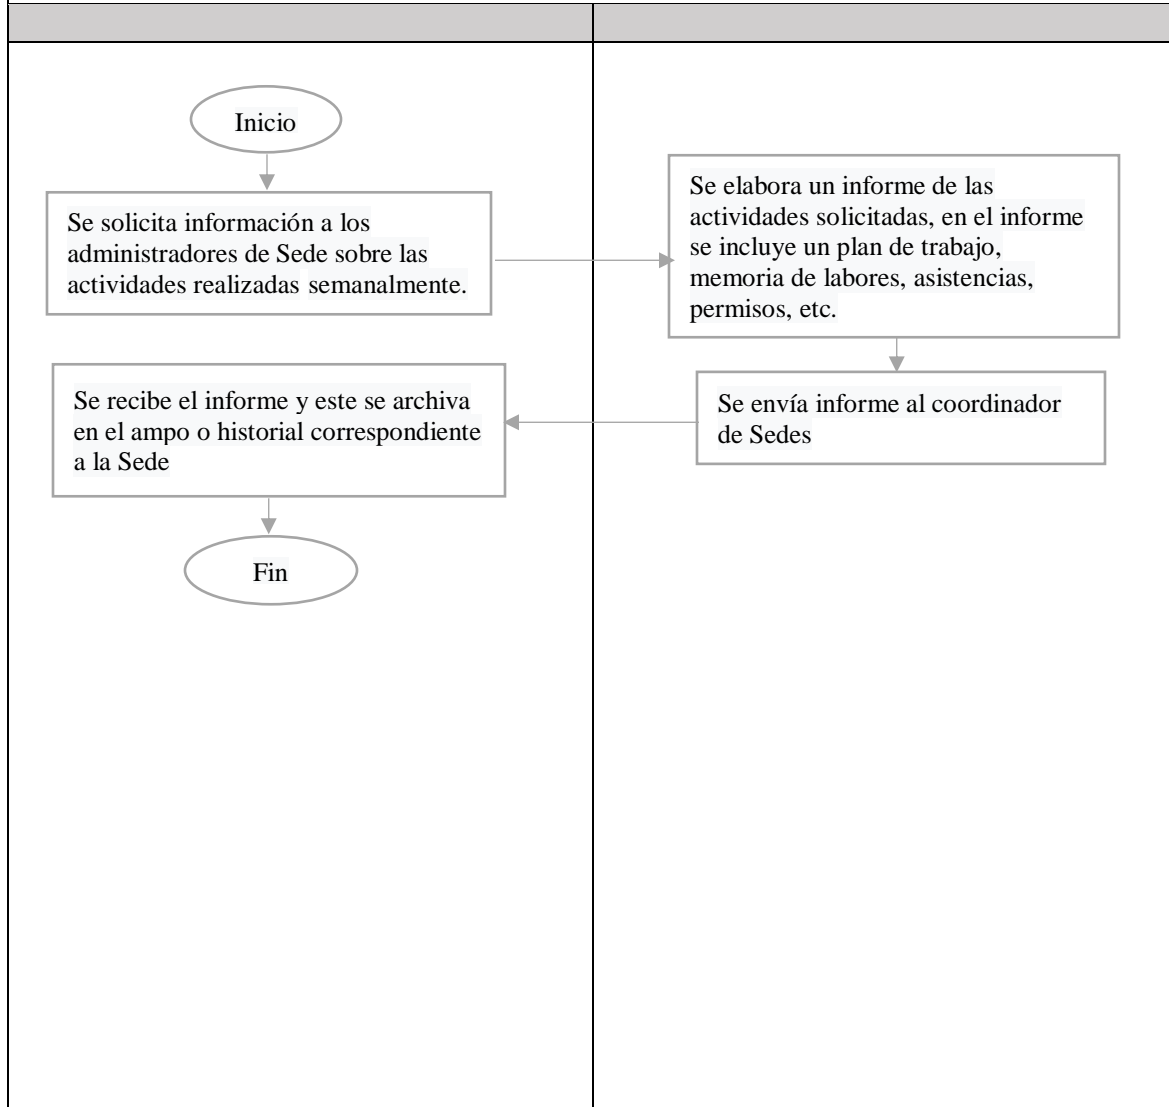 Inicio
Se solicita información a los
administradores de Sede sobre las
actividades realizadas semanalmente.
Se elabora un informe de las
actividades solicitadas, en el informe
se incluye un plan de trabajo,
memoria de labores, asistencias,
permisos, etc.
Se envía informe al coordinador
de Sedes
Se recibe el informe y este se archiva
en el ampo o historial correspondiente
a la Sede
Fin